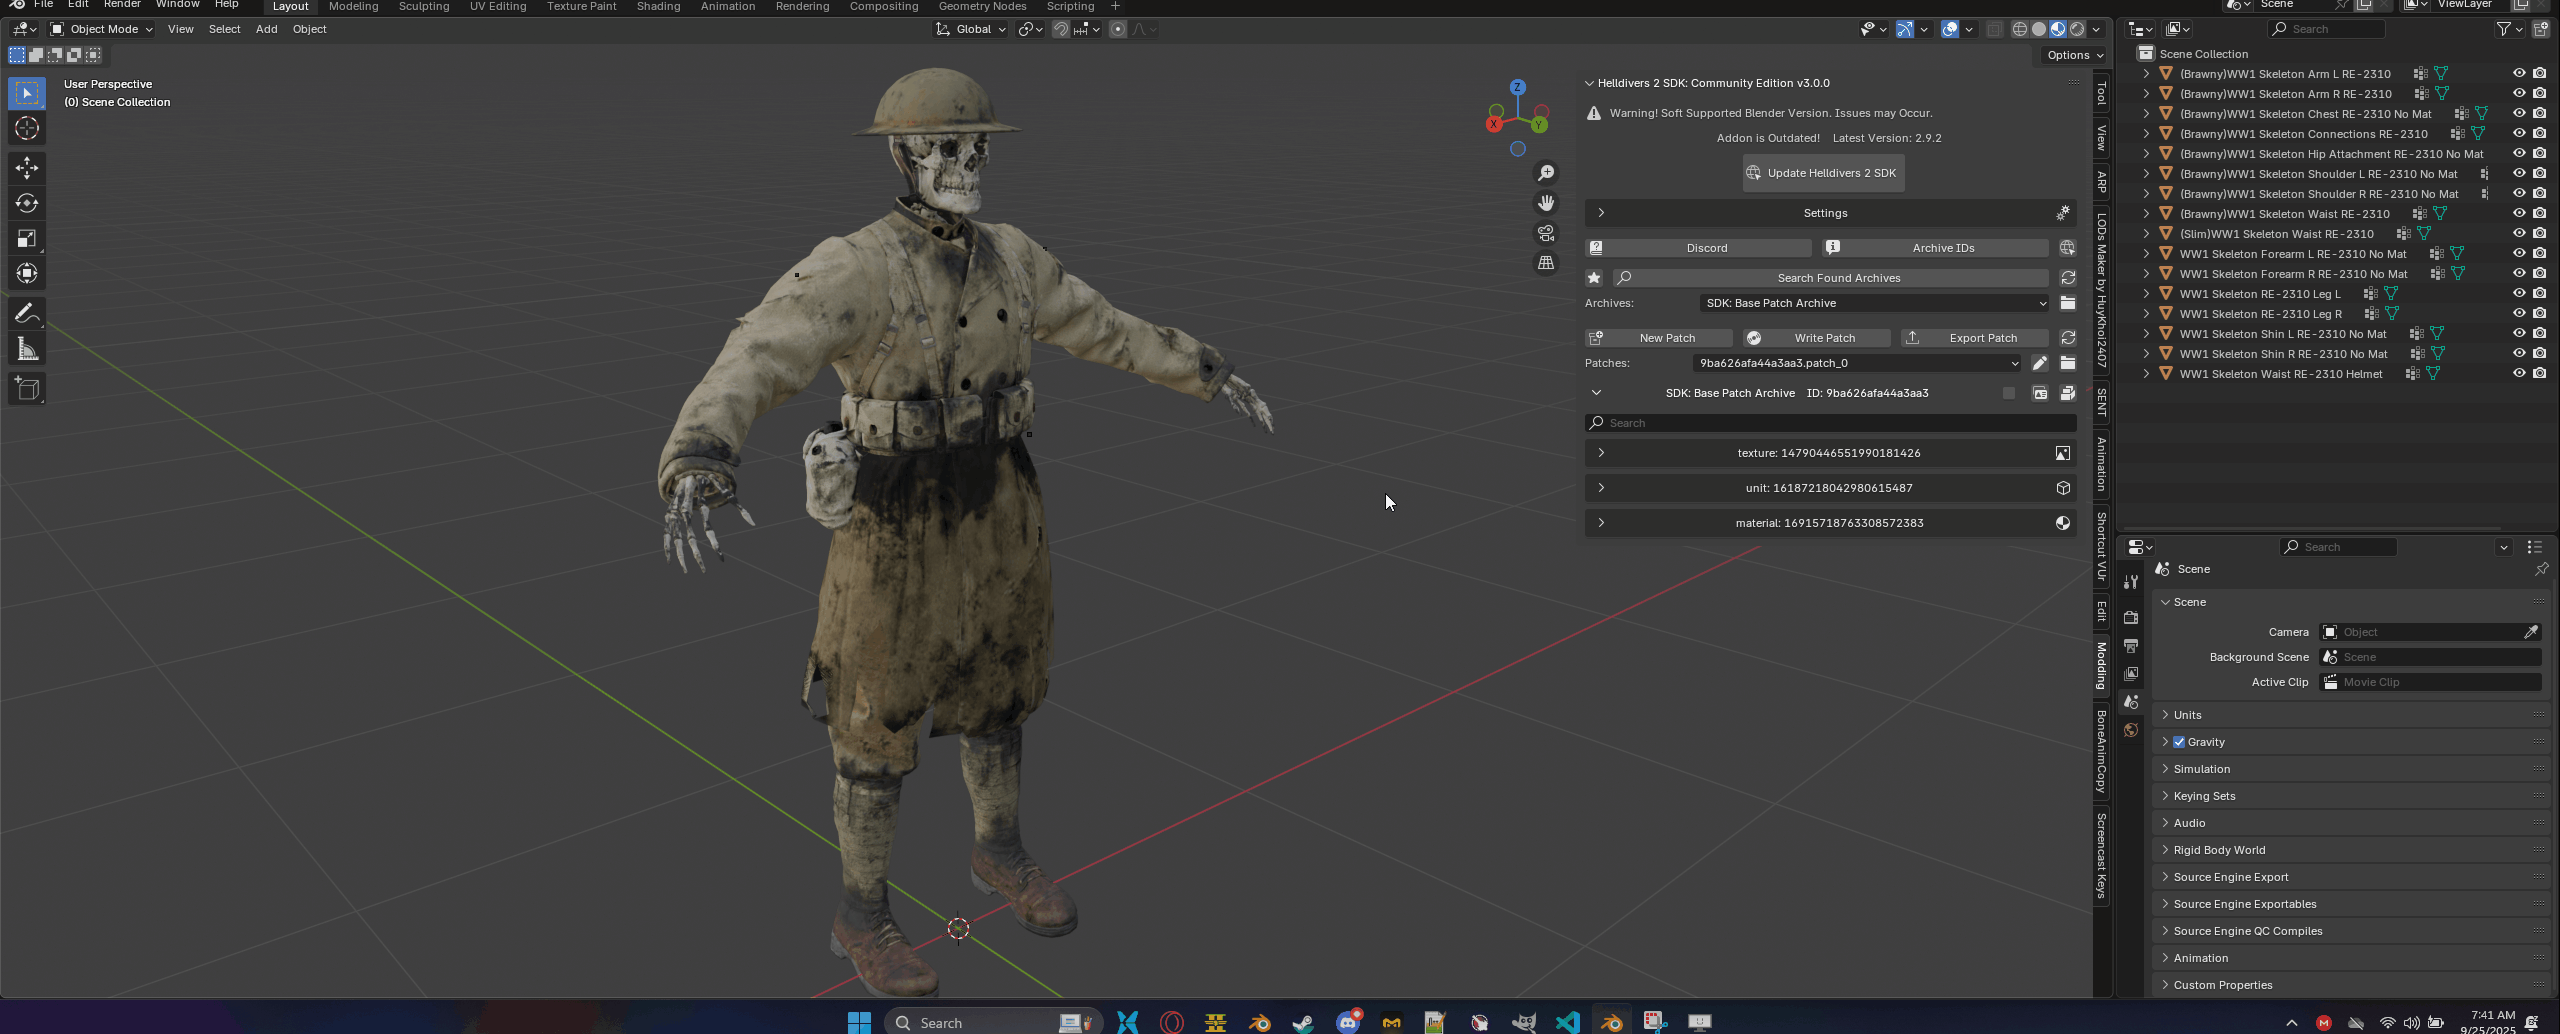 File Edit Render Window Help Layout Modeling Sculpting UV Editing Texture Paint Shading Animation Rendering Compositing Geometry Nodes Scripting + Scene ViewLayer
Object Mode View Select Add Object Global
Search
Options
User Perspective
(0) Scene Collection
Z
X
Y
Helldivers 2 SDK: Community Edition v3.0.0
Warning! Soft Supported Blender Version. Issues may Occur.
Addon is Outdated! Latest Version: 2.9.2
Update Helldivers 2 SDK
Settings
Discord Archive IDs
Search Found Archives
Archives: SDK: Base Patch Archive
New Patch Write Patch Export Patch
Patches: 9ba626afa44a3aa3.patch_0
SDK: Base Patch Archive ID: 9ba626afa44a3aa3
Search
texture: 14790446551990181426
unit: 16187218042980615487
material: 16915718763308572383
Tool
View
ARP
LODs Maker by HuyKhoi2407
SENT
Animation
Shortcut VUr
Edit
Modding
BoneAnimCopy
Screencast Keys
Scene Collection
(Brawny)WW1 Skeleton Arm L RE-2310
(Brawny)WW1 Skeleton Arm R RE-2310
(Brawny)WW1 Skeleton Chest RE-2310 No Mat
(Brawny)WW1 Skeleton Connections RE-2310
(Brawny)WW1 Skeleton Hip Attachment RE-2310 No Mat
(Brawny)WW1 Skeleton Shoulder L RE-2310 No Mat
(Brawny)WW1 Skeleton Shoulder R RE-2310 No Mat
(Brawny)WW1 Skeleton Waist RE-2310
(Slim)WW1 Skeleton Waist RE-2310
WW1 Skeleton Forearm L RE-2310 No Mat
WW1 Skeleton Forearm R RE-2310 No Mat
WW1 Skeleton RE-2310 Leg L
WW1 Skeleton RE-2310 Leg R
WW1 Skeleton Shin L RE-2310 No Mat
WW1 Skeleton Shin R RE-2310 No Mat
WW1 Skeleton Waist RE-2310 Helmet
Search
Scene
Scene
Camera Object
Background Scene Scene
Active Clip Movie Clip
Units
Gravity
Simulation
Keying Sets
Audio
Rigid Body World
Source Engine Export
Source Engine Exportables
Source Engine QC Compiles
Animation
Custom Properties
Search
7:41 AM
9/25/2025